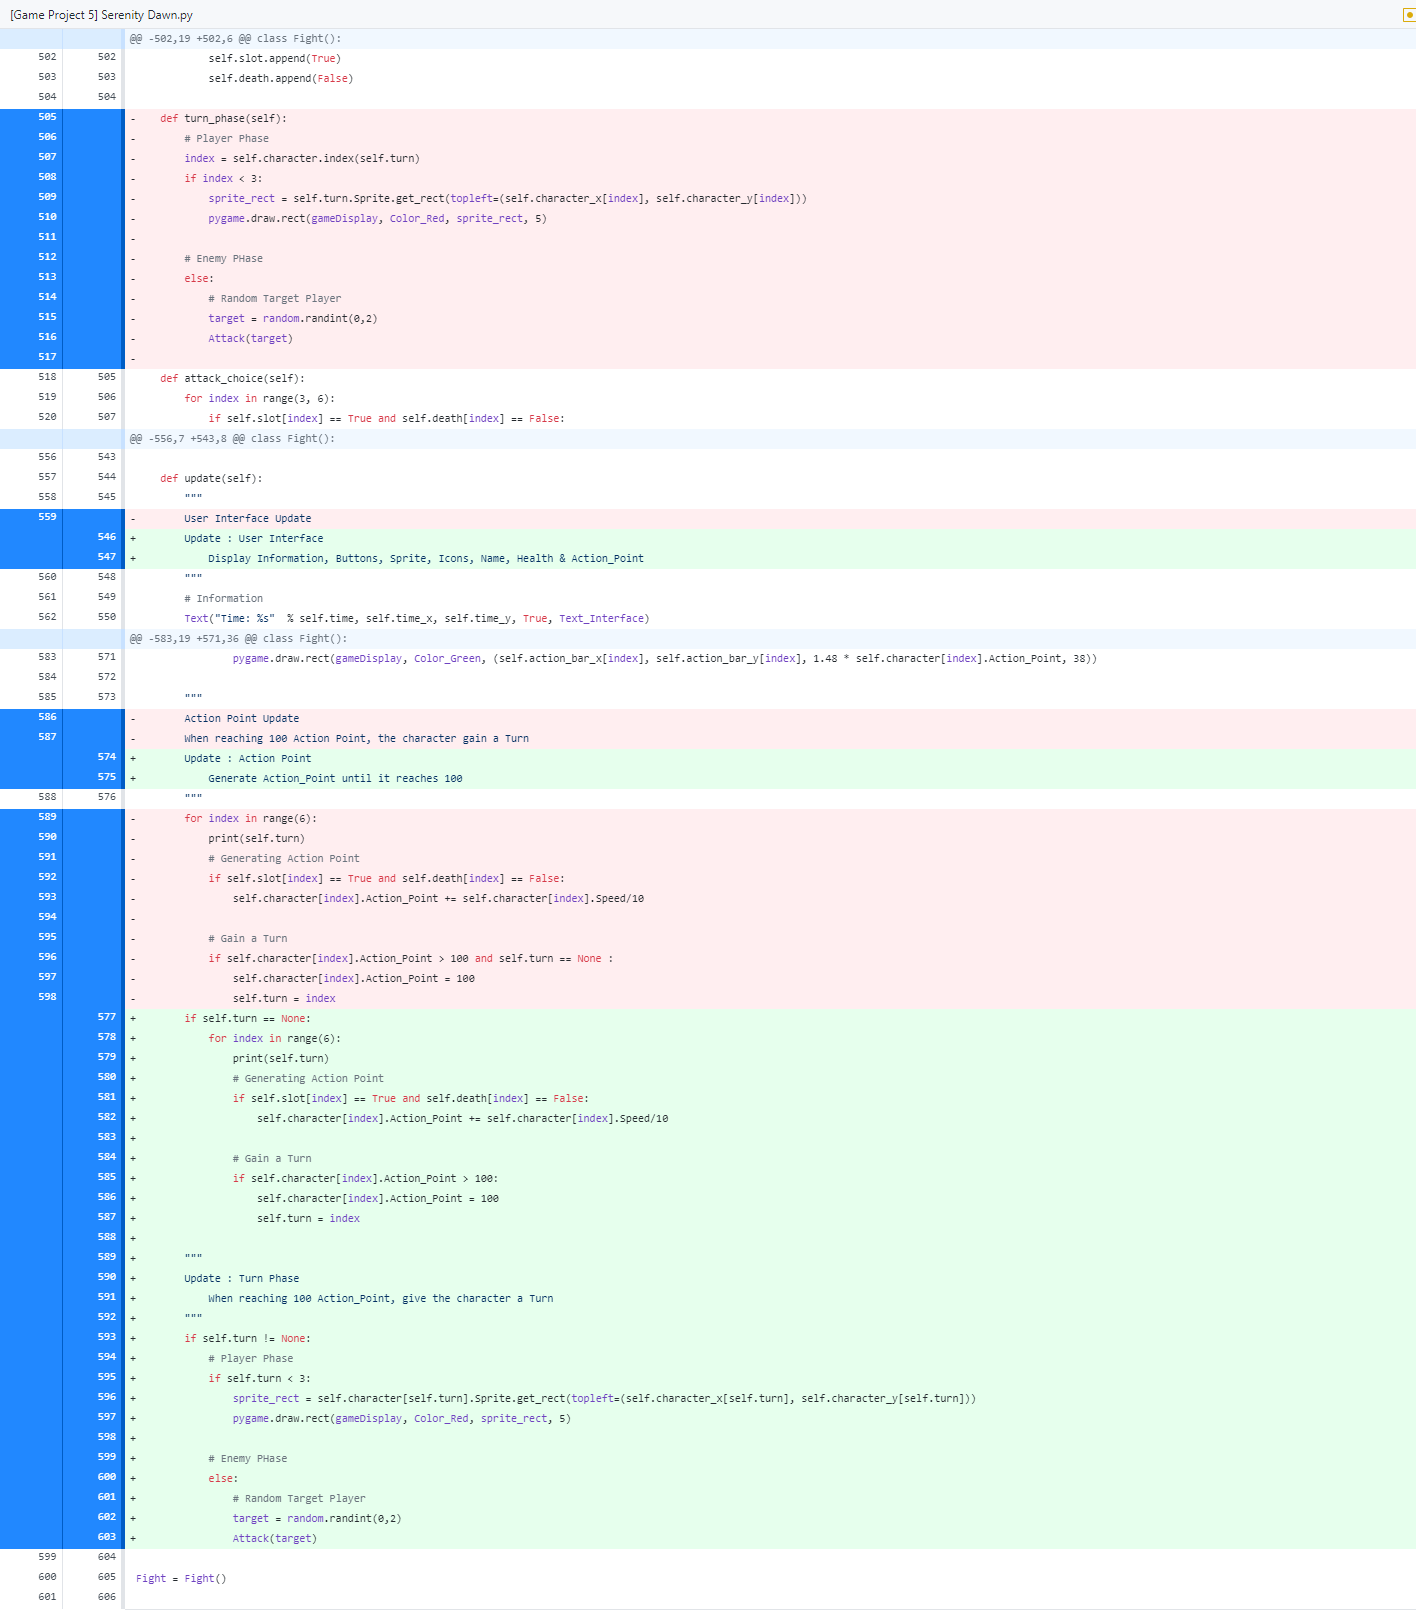 [Game Project 5] Serenity Dawn.py
@@ -502,19 +502,6 @@ class Fight():
502 502 self.slot.append(True)
503 503 self.death.append(False)
504 504
505 - def turn_phase(self):
506 - # Player Phase
507 - index = self.character.index(self.turn)
508 - if index < 3:
509 - sprite_rect = self.turn.Sprite.get_rect(topleft=(self.character_x[index], self.character_y[index]))
510 - pygame.draw.rect(gameDisplay, Color_Red, sprite_rect, 5)
511 -
512 - # Enemy PHase
513 - else:
514 - # Random Target Player
515 - target = random.randint(0,2)
516 - Attack(target)
517 -
518 505 def attack_choice(self):
519 506 for index in range(3, 6):
520 507 if self.slot[index] == True and self.death[index] == False:
@@ -556,7 +543,8 @@ class Fight():
556 543
557 544 def update(self):
558 545 """
559 - User Interface Update
546 + Update : User Interface
547 + Display Information, Buttons, Sprite, Icons, Name, Health & Action_Point
560 548 """
561 549 # Information
562 550 Text("Time: %s"  % self.time, self.time_x, self.time_y, True, Text_Interface)
@@ -583,19 +571,36 @@ class Fight():
583 571 pygame.draw.rect(gameDisplay, Color_Green, (self.action_bar_x[index], self.action_bar_y[index], 1.48 * self.character[index].Action_Point, 38))
584 572
585 573 """
586 - Action Point Update
587 - When reaching 100 Action Point, the character gain a Turn
574 + Update : Action Point
575 + Generate Action_Point until it reaches 100
588 576 """
589 - for index in range(6):
590 - print(self.turn)
591 - # Generating Action Point
592 - if self.slot[index] == True and self.death[index] == False:
593 - self.character[index].Action_Point += self.character[index].Speed/10
594 -
595 - # Gain a Turn
596 - if self.character[index].Action_Point > 100 and self.turn == None :
597 - self.character[index].Action_Point = 100
598 - self.turn = index
577 + if self.turn == None:
578 + for index in range(6):
579 + print(self.turn)
580 + # Generating Action Point
581 + if self.slot[index] == True and self.death[index] == False:
582 + self.character[index].Action_Point += self.character[index].Speed/10
583 +
584 + # Gain a Turn
585 + if self.character[index].Action_Point > 100:
586 + self.character[index].Action_Point = 100
587 + self.turn = index
588 +
589 + """
590 + Update : Turn Phase
591 + When reaching 100 Action_Point, give the character a Turn
592 + """
593 + if self.turn != None:
594 + # Player Phase
595 + if self.turn < 3:
596 + sprite_rect = self.character[self.turn].Sprite.get_rect(topleft=(self.character_x[self.turn], self.character_y[self.turn]))
597 + pygame.draw.rect(gameDisplay, Color_Red, sprite_rect, 5)
598 +
599 + # Enemy PHase
600 + else:
601 + # Random Target Player
602 + target = random.randint(0,2)
603 + Attack(target)
599 604
600 605 Fight = Fight()
601 606